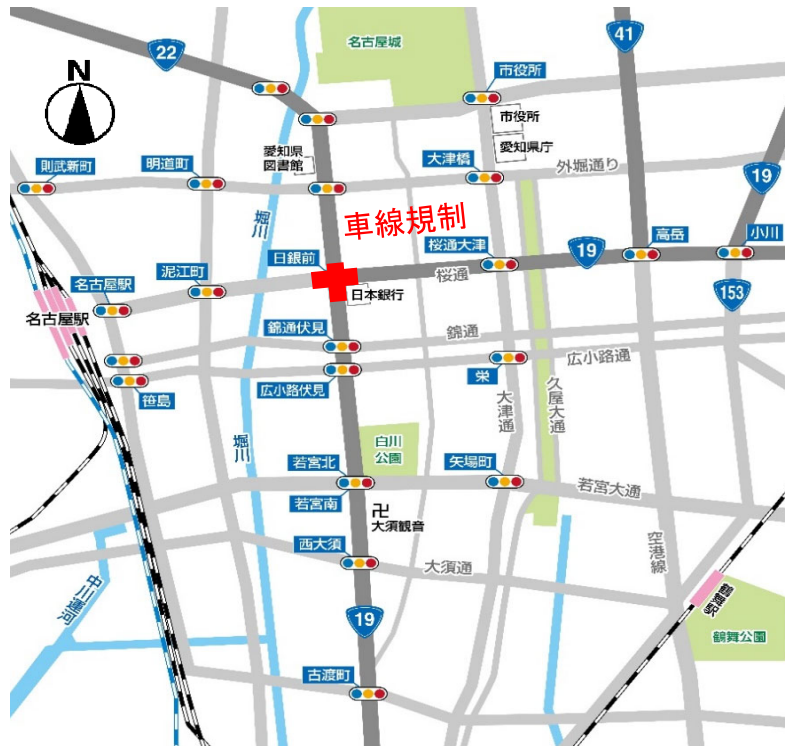 名古屋城
41
22
N
市役所
市役所
愛知県庁
愛知県
図書館
大津橋
外堀通り
則武新町
明道町
19
堀川
車線規制
日銀前
桜通大津
19
高岳
小川
桜通
泥江町
名古屋駅
日本銀行
153
名古屋駅
錦通伏見
錦通
広小路通
笹島
広小路伏見
栄
大津通
久屋大通
堀川
白川
公園
若宮北
矢場町
若宮大通
若宮南
卍
大須観音
空港線
西大須
大須通
中川運河
鶴舞駅
19
鶴舞公園
古渡町